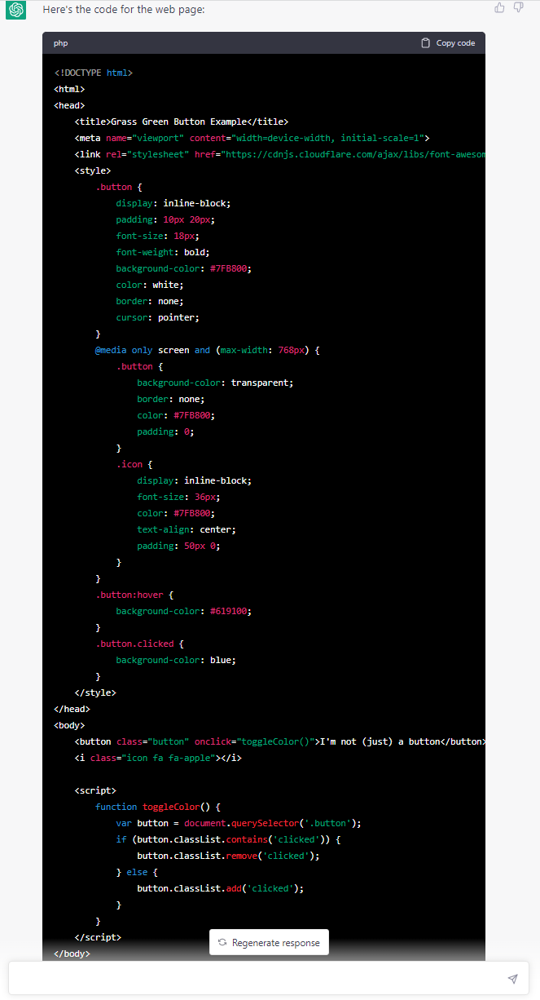 Here's the code for the web page:
php
Copy code
<!DOCTYPE html>
<html>
<head>
    <title>Grass Green Button Example</title>
    <meta name="viewport" content="width=device-width, initial-scale=1">
    <link rel="stylesheet" href="https://cdnjs.cloudflare.com/ajax/libs/font-awesom
    <style>
        .button {
            display: inline-block;
            padding: 10px 20px;
            font-size: 18px;
            font-weight: bold;
            background-color: #7FB800;
            color: white;
            border: none;
            cursor: pointer;
        }
        @media only screen and (max-width: 768px) {
            .button {
                background-color: transparent;
                border: none;
                color: #7FB800;
                padding: 0;
            }
            .icon {
                display: inline-block;
                font-size: 36px;
                color: #7FB800;
                text-align: center;
                padding: 50px 0;
            }
        }
        .button:hover {
            background-color: #619100;
        }
        .button.clicked {
            background-color: blue;
        }
    </style>
</head>
<body>
    <button class="button" onclick="toggleColor()">I'm not (just) a button</button>
    <i class="icon fa fa-apple"></i>
    <script>
        function toggleColor() {
            var button = document.querySelector('.button');
            if (button.classList.contains('clicked')) {
                button.classList.remove('clicked');
            } else {
                button.classList.add('clicked');
            }
        }
    </script>
Regenerate response
</body>